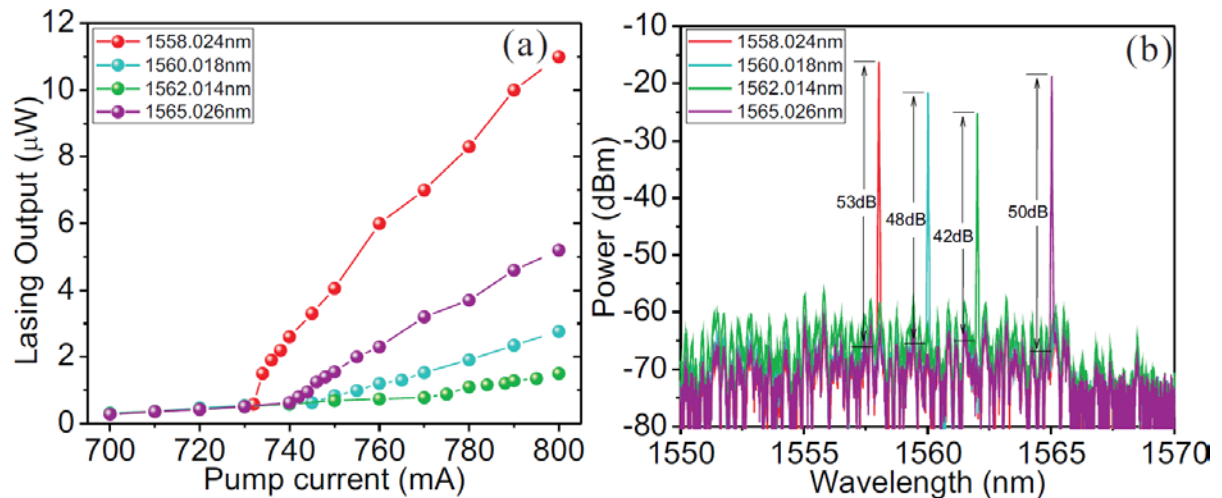 (a)
1558.024nm
1560.018nm
1562.014nm
1565.026nm
Lasing Output (μW)
12
10
8
6
4
2
0
700 720 740 760 780 800
Pump current (mA)
(b)
1558.024nm
1560.018nm
1562.014nm
1565.026nm
Power (dBm)
-10
-20
-30
-40
-50
-60
-70
-80
53dB
48dB
42dB
50dB
1550 1555 1560 1565 1570
Wavelength (nm)